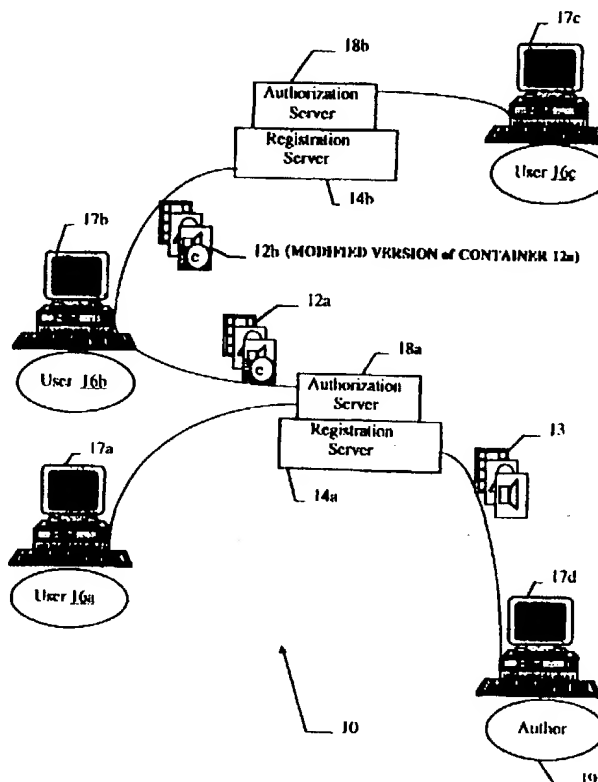 18b
17c
Authorization
Server
Registration
Server
User 16c
14b
17b
12b (MODIFIED VERSION of CONTAINER 12a)
e
12a
User 16b
e
18a
Authorization
Server
17a
Registration
Server
13
14a
User 16a
17d
10
Author
19